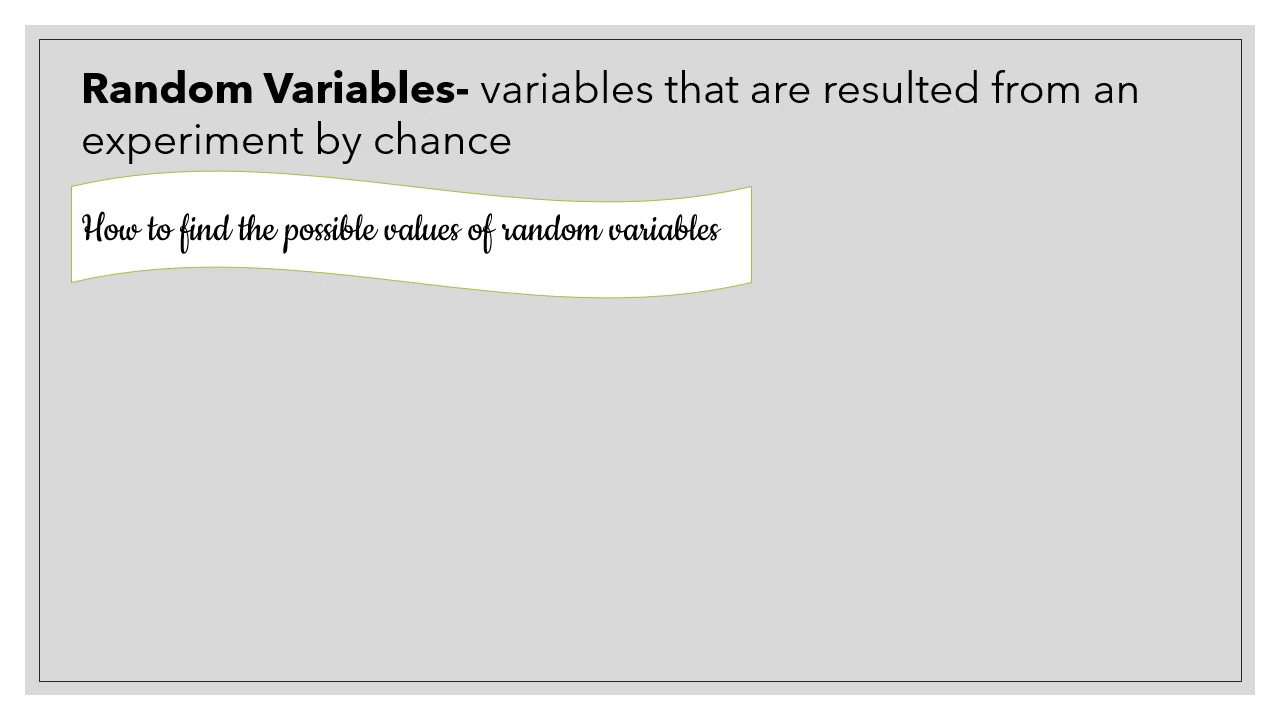 Random Variables- variables that are resulted from an
experiment by chance
How to find the possible values of random variables